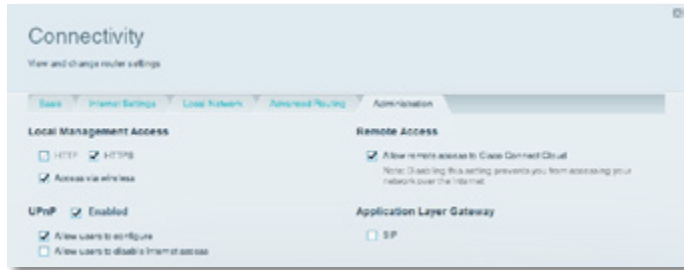 Connectivity
View and change router settings
Basic Internet Settings Local Network Advanced Routing Administration
Local Management Access
HTTP HTTPS
Access via wireless
UPnP Enabled
Allow users to configure
Allow users to disable Internet access
Remote Access
Allow remote access to Cisco Connect Cloud
Note: Disabling this setting prevents you from accessing your
network over the Internet.
Application Layer Gateway
SIP